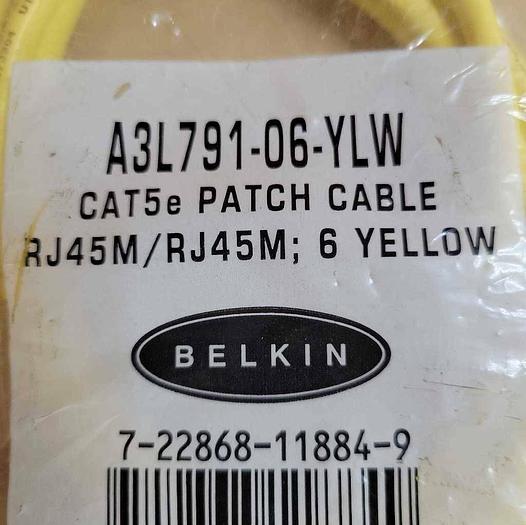 A3L791-06-YLW
CAT5e PATCH CABLE
RJ45M/RJ45M; 6 YELLOW
BELKIN
7-22868-11884-9